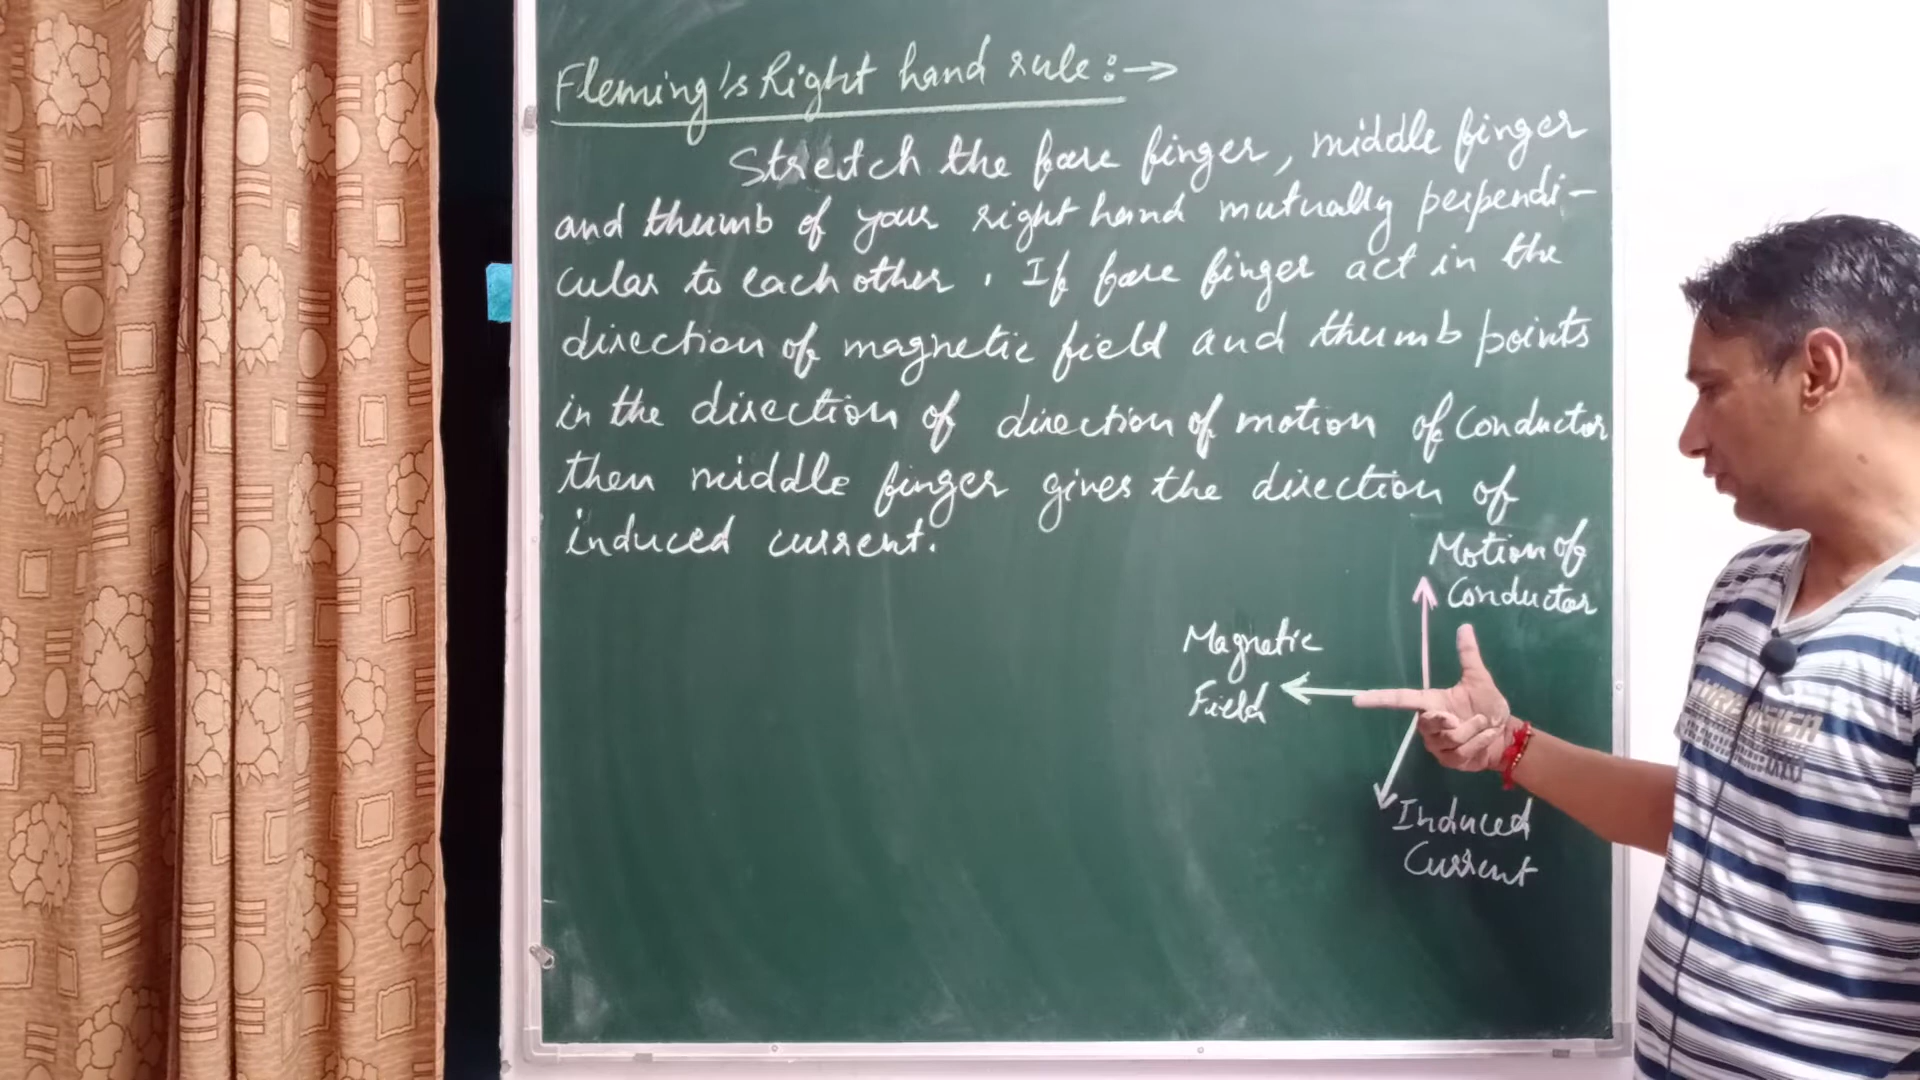 Fleming's Right hand rule :→
Stretch the fore finger, middle finger
and thumb of your right hand mutually perpendi-
cular to each other. If fore finger act in the
direction of magnetic field and thumb points
in the direction of direction of motion of Conductor
then middle finger gives the direction of
induced current.
Motion of
Conductor
Magnetic
Field
Induced
Current